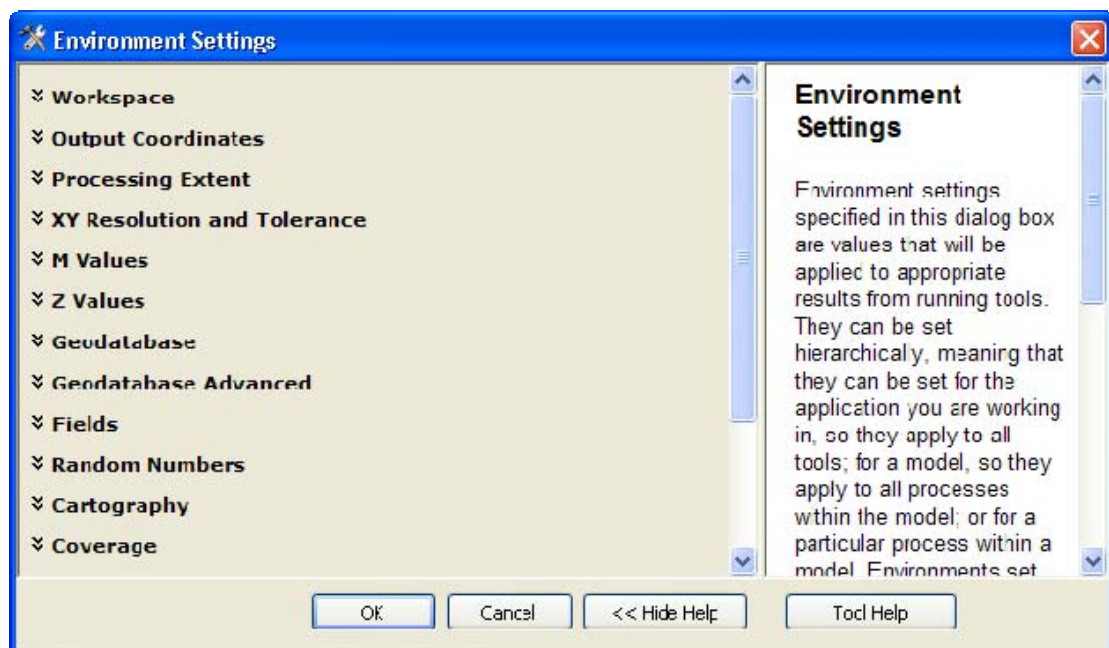 Environment Settings
Workspace
Output Coordinates
Processing Extent
XY Resolution and Tolerance
M Values
Z Values
Geodatabase
Geodatabase Advanced
Fields
Random Numbers
Cartography
Coverage
Environment
Settings
Environment settings
specified in this dialog box
are values that will be
applied to appropriate
results from running tools.
They can be set
hierarchically, meaning that
they can be set for the
application you are working
in, so they apply to all
tools; for a model, so they
apply to all processes
within the model; or for a
particular process within a
model. Environments set
OK
Cancel
<< Hide Help
Tool Help